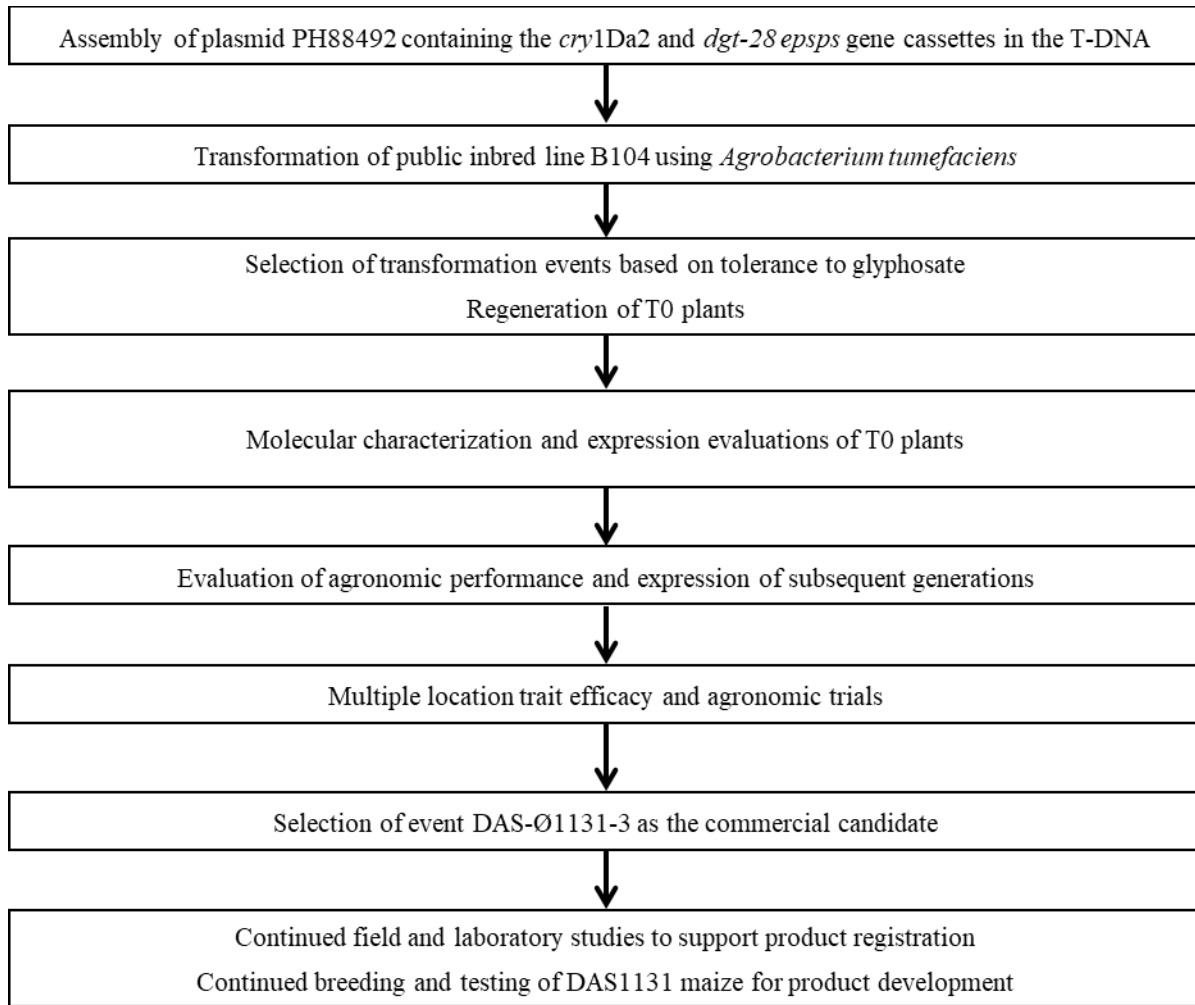 Assembly of plasmid PH88492 containing the cry1Da2 and dgt-28 epsps gene cassettes in the T-DNA
Transformation of public inbred line B104 using Agrobacterium tumefaciens
Selection of transformation events based on tolerance to glyphosate
Regeneration of T0 plants
Molecular characterization and expression evaluations of T0 plants
Evaluation of agronomic performance and expression of subsequent generations
Multiple location trait efficacy and agronomic trials
Selection of event DAS-Ø1131-3 as the commercial candidate
Continued field and laboratory studies to support product registration
Continued breeding and testing of DAS1131 maize for product development